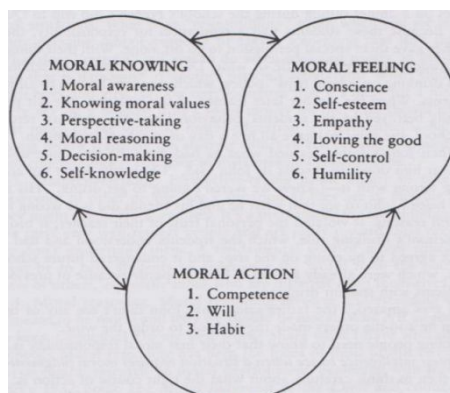 MORAL KNOWING
1. Moral awareness
2. Knowing moral values
3. Perspective-taking
4. Moral reasoning
5. Decision-making
6. Self-knowledge
MORAL FEELING
1. Conscience
2. Self-esteem
3. Empathy
4. Loving the good
5. Self-control
6. Humility
MORAL ACTION
1. Competence
2. Will
3. Habit